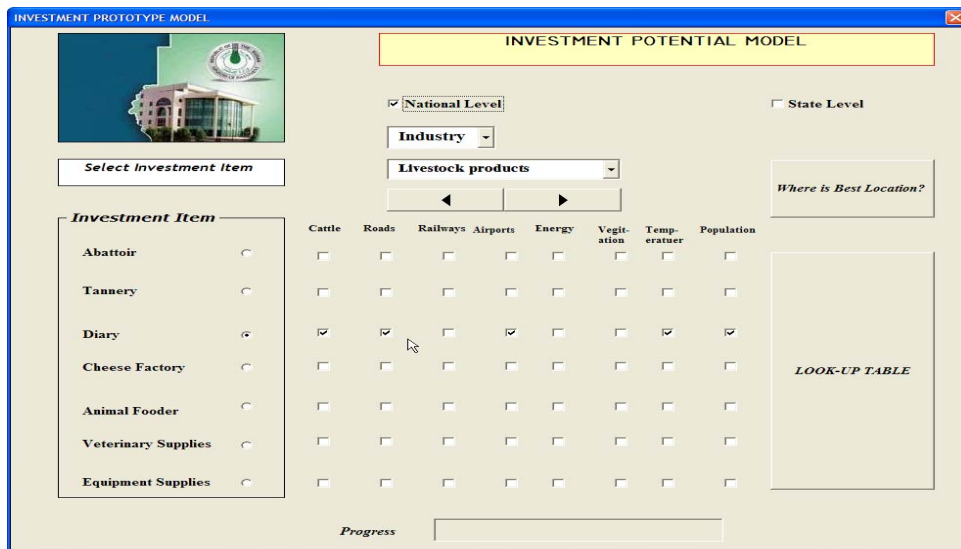 INVESTMENT PROTOTYPE MODEL
INVESTMENT POTENTIAL MODEL
National Level
State Level
Industry
Select Investment Item
Livestock products
Where is Best Location?
Investment Item
Cattle Roads Railways Airports Energy Vegit-ation Temp-eratuer Population
Abattoir
Tannery
Diary
Cheese Factory
LOOK-UP TABLE
Animal Fooder
Veterinary Supplies
Equipment Supplies
Progress